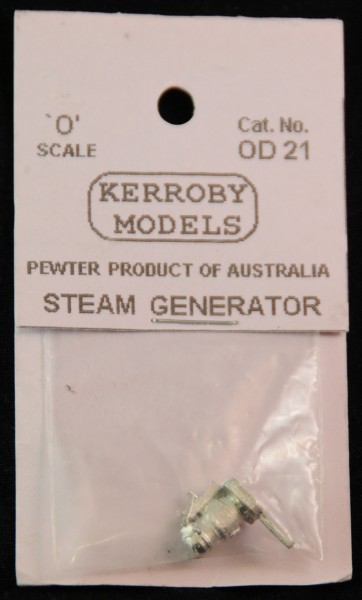 `O'
SCALE
Cat. No.
OD 21
KERROBY
MODELS
PEWTER PRODUCT OF AUSTRALIA
STEAM GENERATOR